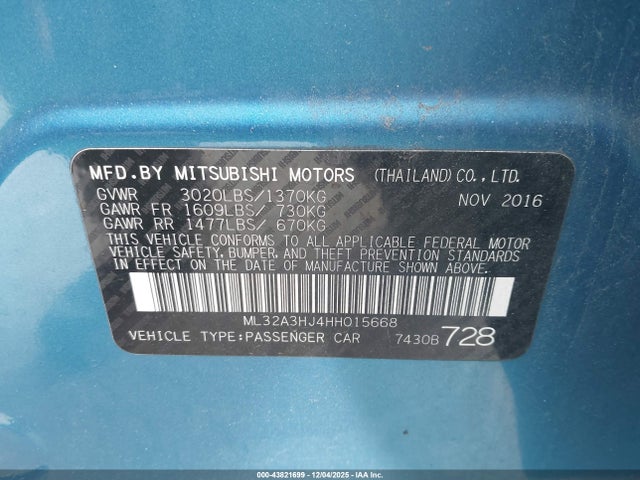 MFD.BY MITSUBISHI MOTORS (THAILAND) CO.,LTD.
GVWR 3020LBS/1370KG NOV 2016
GAWR FR 1609LBS/ 730KG
GAWR RR 1477LBS/ 670KG
THIS VEHICLE CONFORMS TO ALL APPLICABLE FEDERAL MOTOR
VEHICLE SAFETY, BUMPER, AND THEFT PREVENTION STANDARDS
IN EFFECT ON THE DATE OF MANUFACTURE SHOWN ABOVE.
ML32A3HJ4HH015668
VEHICLE TYPE:PASSENGER CAR 7430B 728
000-43821699 - 12/04/2025 - IAAI.COM